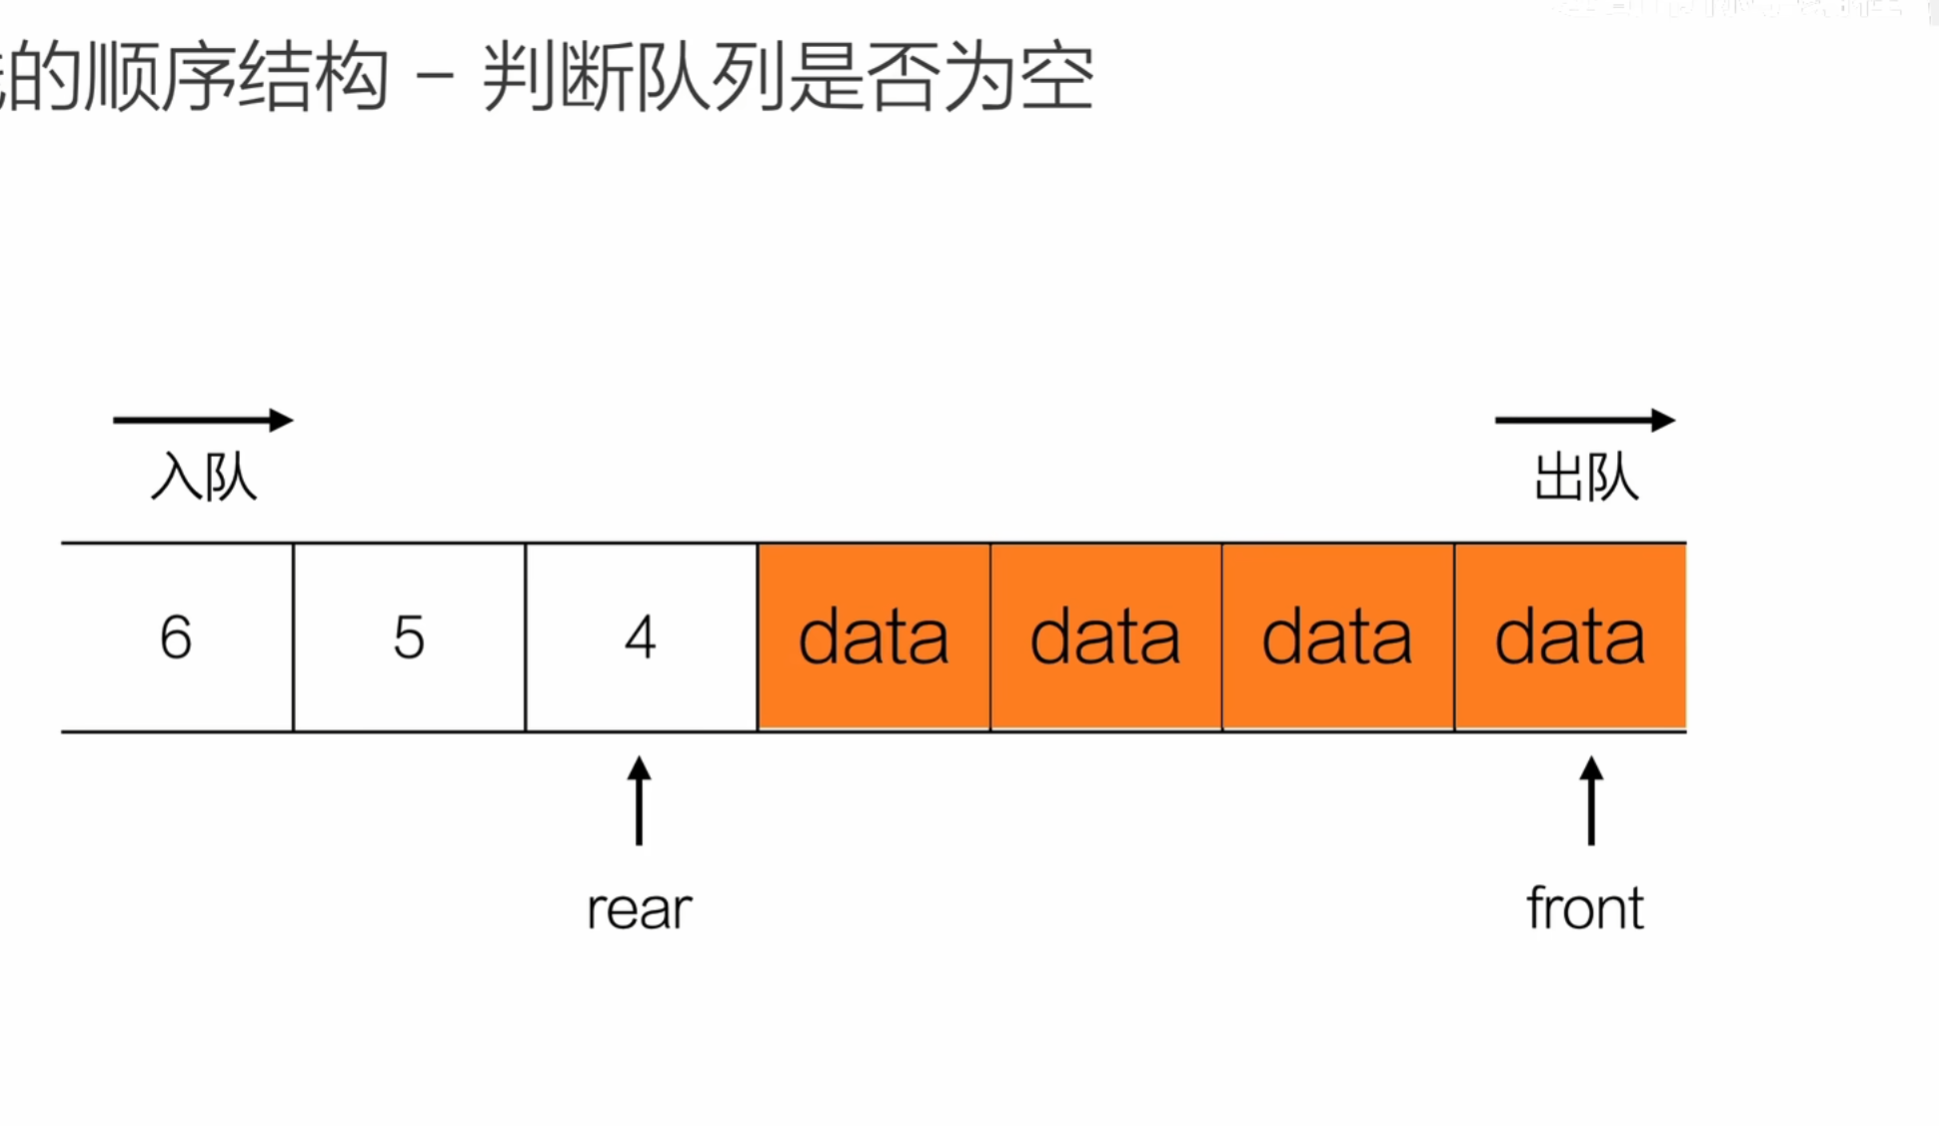 的顺序结构 - 判断队列是否为空
入队 出队
6 5 4 data data data data
rear front